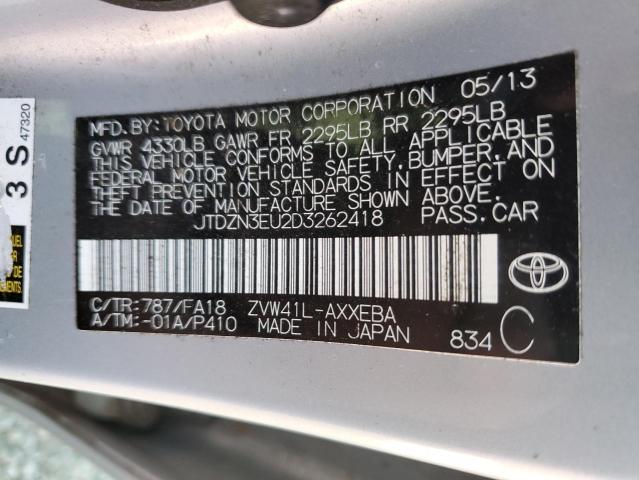 MFD. BY: TOYOTA MOTOR CORPORATION 05/13
GVWR 4330LB GAWR FR 2295LB RR 2295LB
THIS VEHICLE CONFORMS TO ALL APPLICABLE
FEDERAL MOTOR VEHICLE SAFETY, BUMPER, AND
THEFT PREVENTION STANDARDS IN EFFECT ON
THE DATE OF MANUFACTURE SHOWN ABOVE.
JTDZN3EU2D3262418 PASS. CAR
C/TR: 787/FA18 ZVW41L-AXXEBA
A/TM: -01A/P410 MADE IN JAPAN
834 C
TOYOTA
3 S
47320